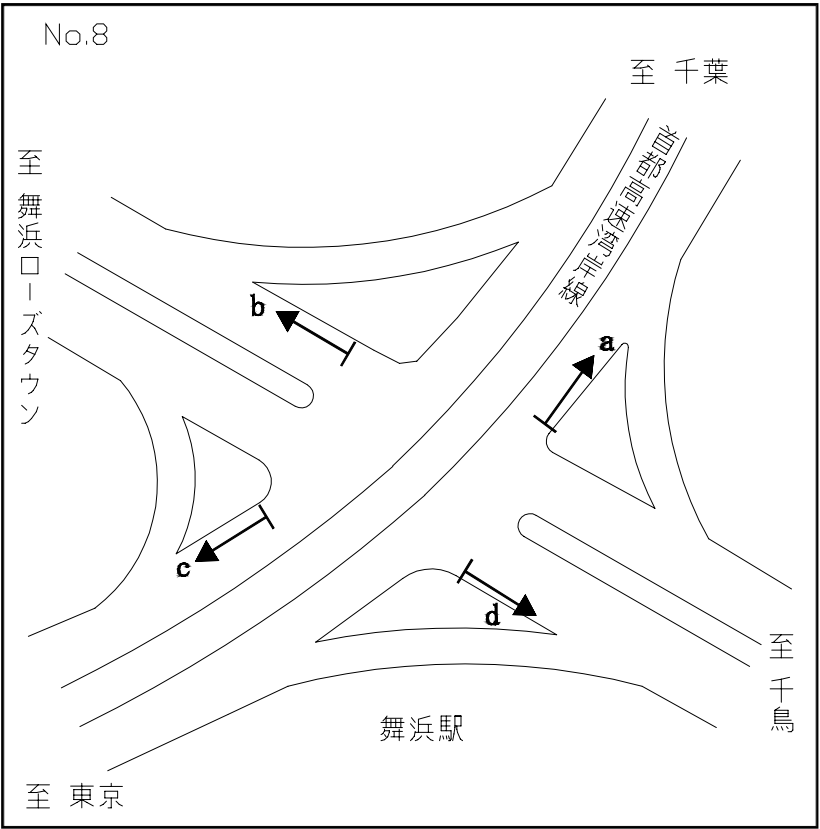 No.8
至 千葉
首都高速湾岸線
至 舞浜ローズタウン
b
a
c
d
至 千鳥
舞浜駅
至 東京